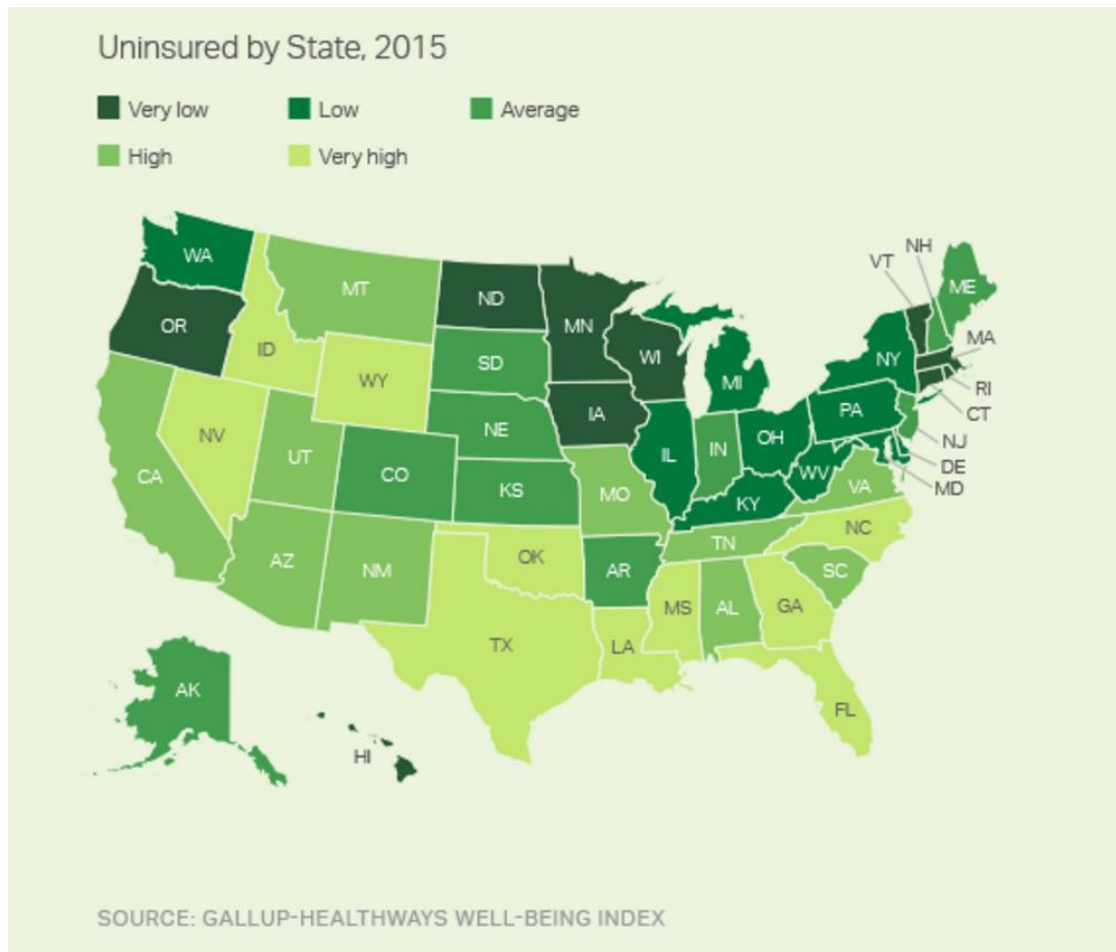 Uninsured by State, 2015
Very low
Low
Average
High
Very high
WA
OR
ID
MT
ND
MN
WI
MI
VT
NH
ME
NY
MA
RI
CT
NJ
DE
MD
PA
WY
SD
IA
NE
NV
UT
CO
KS
CA
IL
IN
OH
WV
KY
VA
MO
NC
TN
SC
AZ
NM
OK
AR
MS
AL
GA
TX
LA
FL
AK
HI
SOURCE: GALLUP-HEALTHWAYS WELL-BEING INDEX